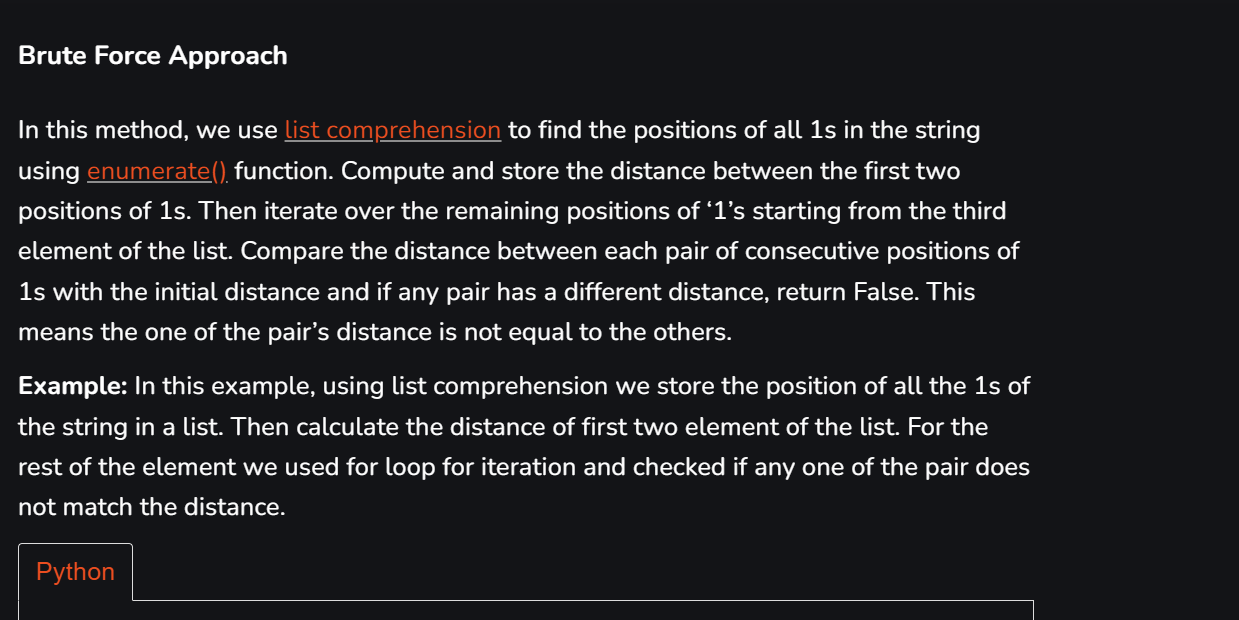 Brute Force Approach
In this method, we use list comprehension to find the positions of all 1s in the string
using enumerate() function. Compute and store the distance between the first two
positions of 1s. Then iterate over the remaining positions of ‘1’s starting from the third
element of the list. Compare the distance between each pair of consecutive positions of
1s with the initial distance and if any pair has a different distance, return False. This
means the one of the pair’s distance is not equal to the others.
Example: In this example, using list comprehension we store the position of all the 1s of
the string in a list. Then calculate the distance of first two element of the list. For the
rest of the element we used for loop for iteration and checked if any one of the pair does
not match the distance.
Python